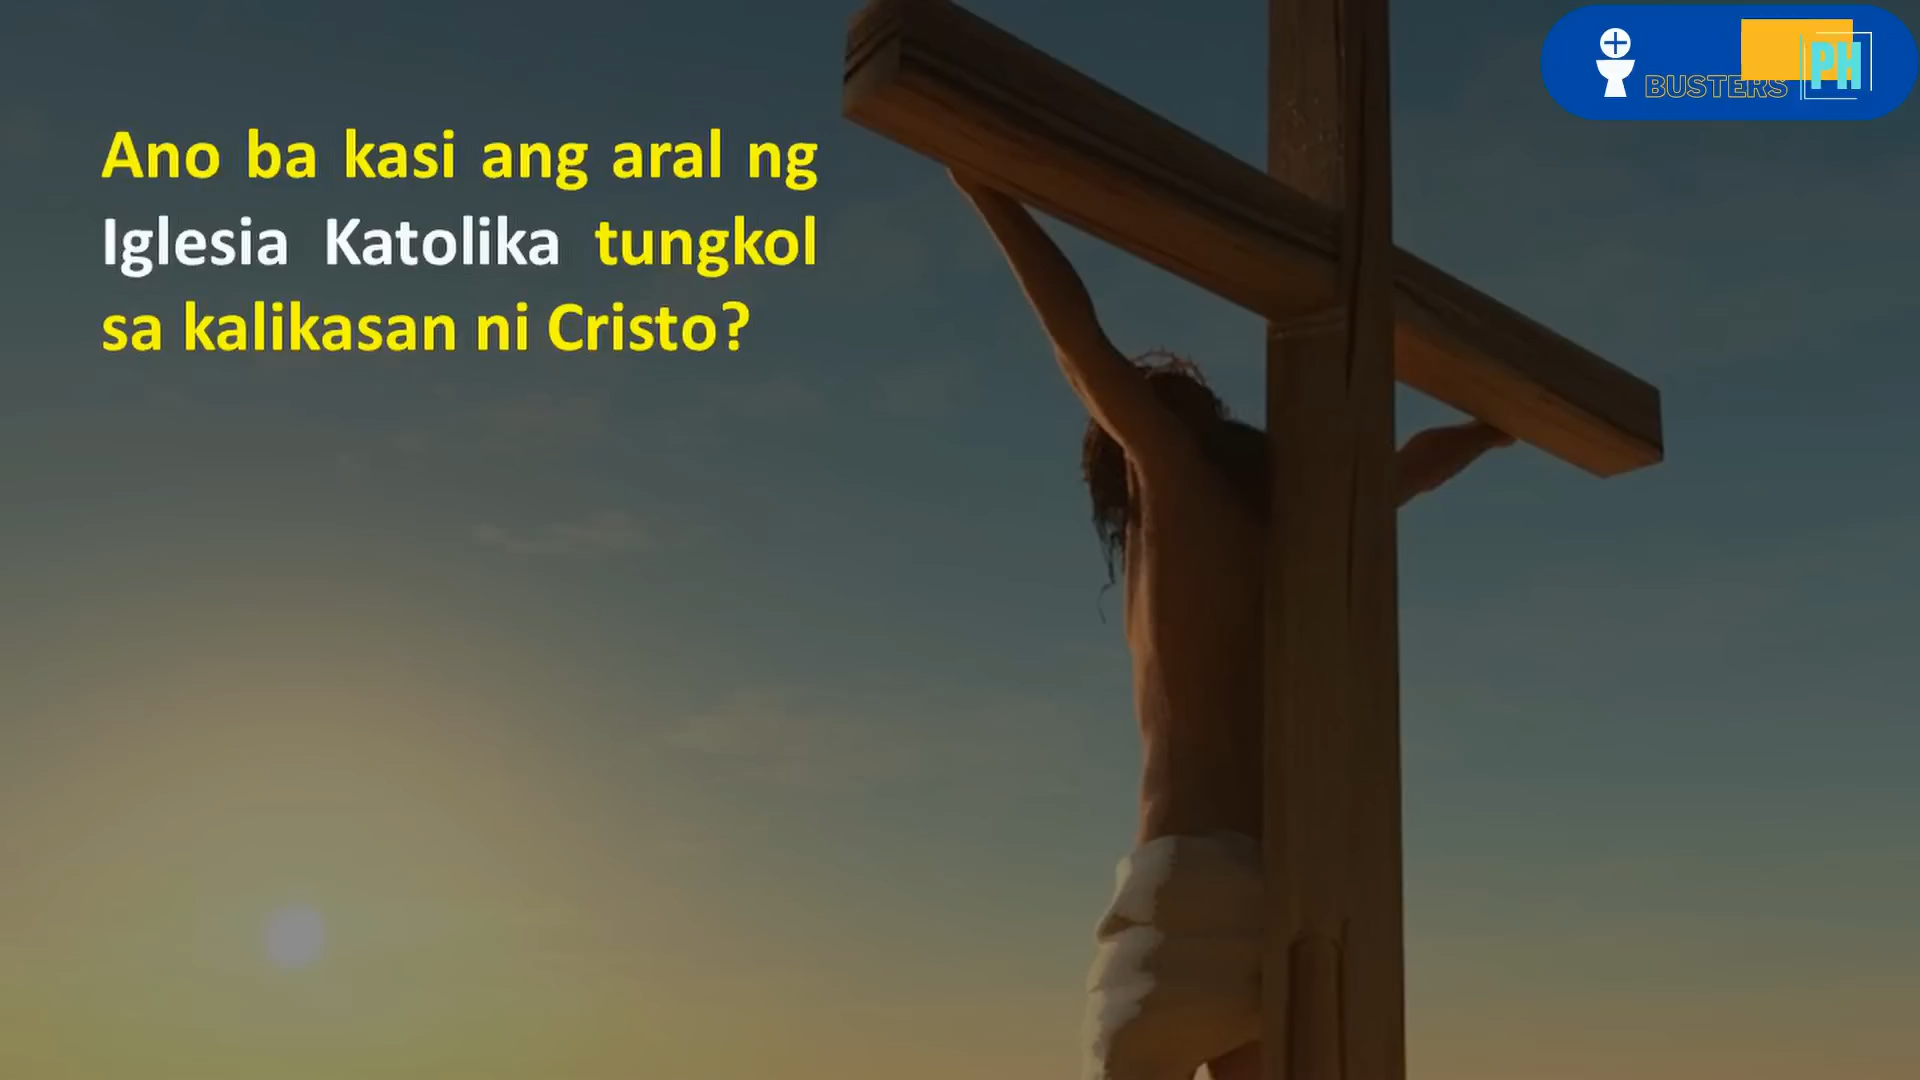 Ano ba kasi ang aral ng
Iglesia Katolika tungkol
sa kalikasan ni Cristo?
BUSTERS
PH